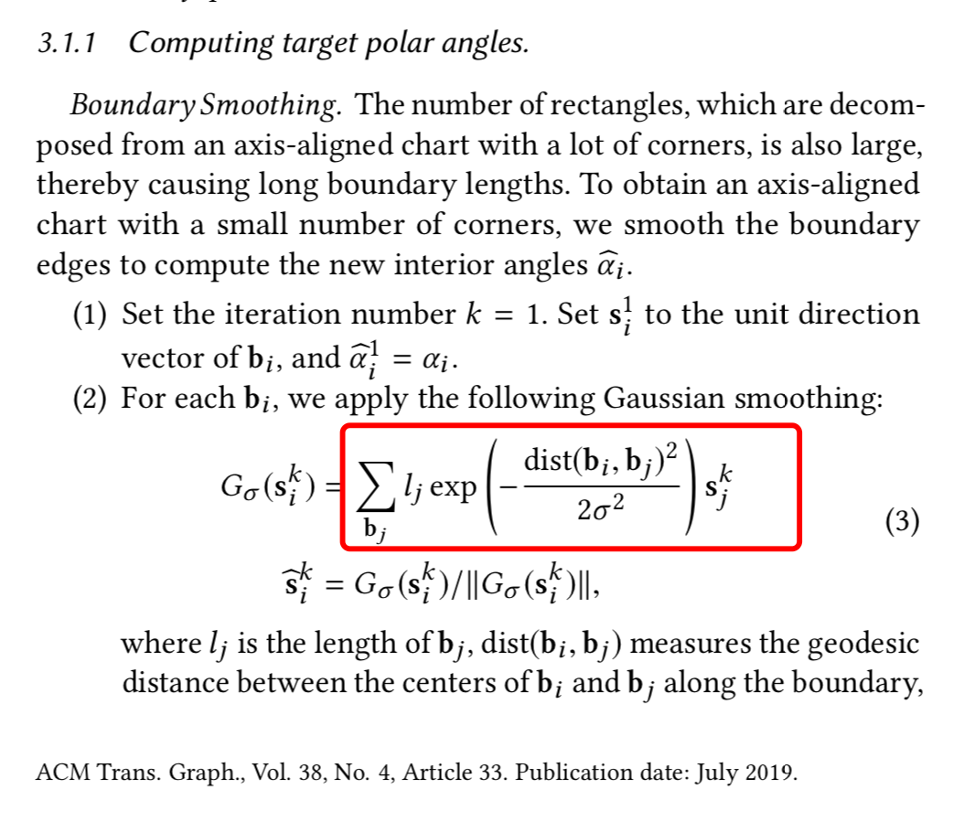 3.1.1 Computing target polar angles.
Boundary Smoothing. The number of rectangles, which are decom-
posed from an axis-aligned chart with a lot of corners, is also large,
thereby causing long boundary lengths. To obtain an axis-aligned
chart with a small number of corners, we smooth the boundary
edges to compute the new interior angles $\widehat{\alpha}_i$.
(1) Set the iteration number $k = 1$. Set $\mathbf{s}_i^1$ to the unit direction
vector of $\mathbf{b}_i$, and $\widehat{\alpha}_i^1 = \alpha_i$.
(2) For each $\mathbf{b}_i$, we apply the following Gaussian smoothing:
$G_\sigma(\mathbf{s}_i^k) = \sum_{\mathbf{b}_j} l_j \exp\left(-\frac{\text{dist}(\mathbf{b}_i, \mathbf{b}_j)^2}{2\sigma^2}\right) \mathbf{s}_j^k$
(3)
$\widehat{\mathbf{s}}_i^k = G_\sigma(\mathbf{s}_i^k)/\|G_\sigma(\mathbf{s}_i^k)\|,$
where $l_j$ is the length of $\mathbf{b}_j$, dist($\mathbf{b}_i, \mathbf{b}_j$) measures the geodesic
distance between the centers of $\mathbf{b}_i$ and $\mathbf{b}_j$ along the boundary,
ACM Trans. Graph., Vol. 38, No. 4, Article 33. Publication date: July 2019.